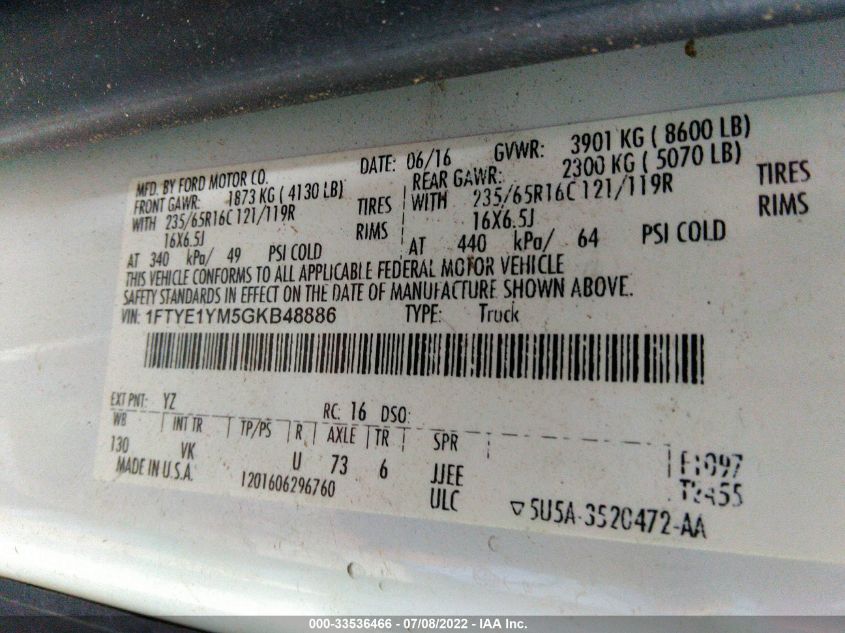 MFD. BY FORD MOTOR CO. DATE: 06/16 GVWR: 3901 KG ( 8600 LB)
FRONT GAWR: 1873 KG ( 4130 LB) REAR GAWR: 2300 KG ( 5070 LB)
WITH 235/65R16C 121/119R TIRES WITH 235/65R16C 121/119R TIRES
16X6.5J RIMS 16X6.5J RIMS
AT 340 kPa/ 49 PSI COLD AT 440 kPa/ 64 PSI COLD
THIS VEHICLE CONFORMS TO ALL APPLICABLE FEDERAL MOTOR VEHICLE
SAFETY STANDARDS IN EFFECT ON THE DATE OF MANUFACTURE SHOWN ABOVE.
VIN: 1FTYE1YM5GKB48886 TYPE: Truck
EXT PNT: YZ RC: 16 DSO:
WB INT TR TP/PS R AXLE TR SPR
130 VK U 73 6 JJEE F1097
MADE IN U.S.A. 1201606296760 ULC T2455
▽5U5A-3520472-AA
000-33536466 - 07/08/2022 - IAA Inc.